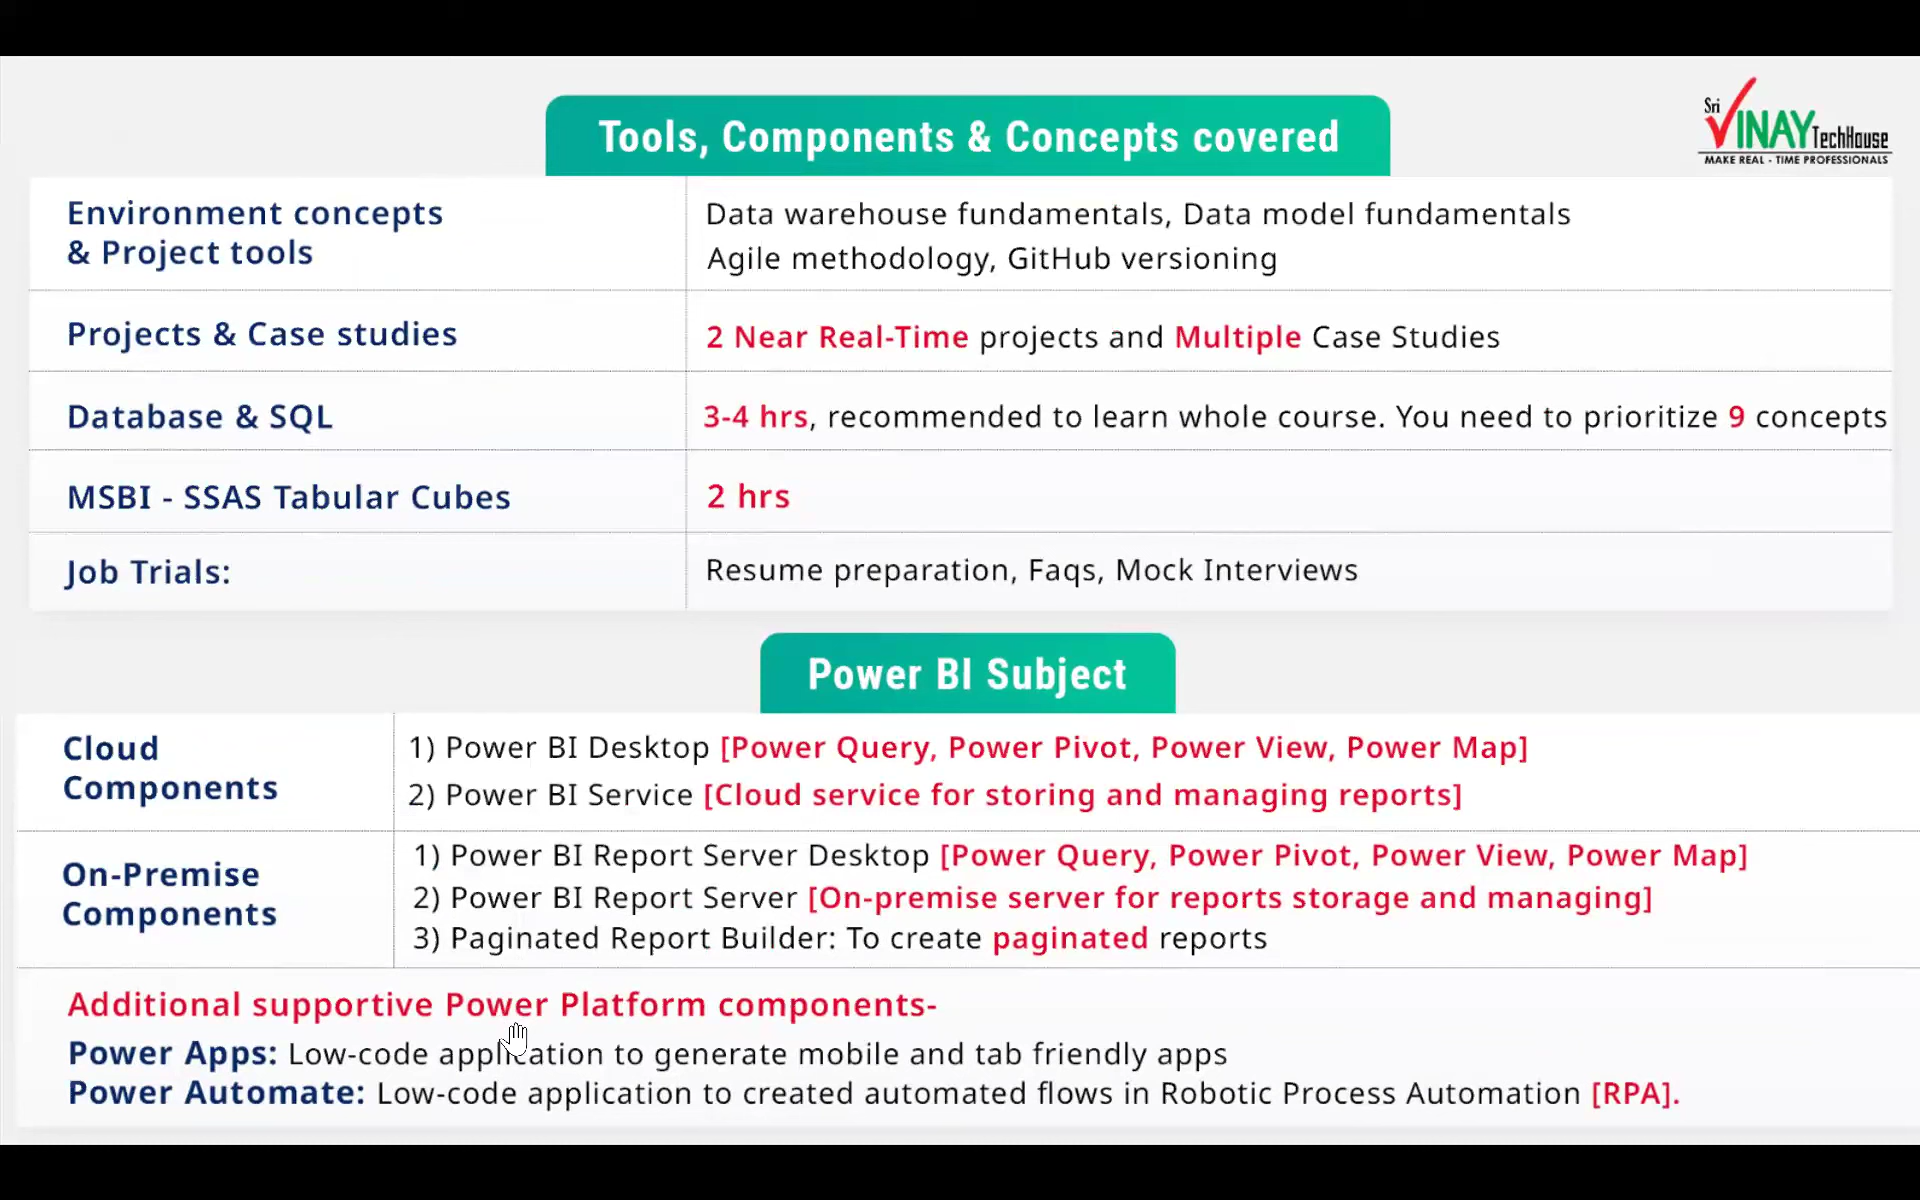 Tools, Components & Concepts covered
Sri VINAY TechHouse
MAKE REAL - TIME PROFESSIONALS
Environment concepts
& Project tools
Data warehouse fundamentals, Data model fundamentals
Agile methodology, GitHub versioning
Projects & Case studies
2 Near Real-Time projects and Multiple Case Studies
Database & SQL
3-4 hrs, recommended to learn whole course. You need to prioritize 9 concepts
MSBI - SSAS Tabular Cubes
2 hrs
Job Trials:
Resume preparation, Faqs, Mock Interviews
Power BI Subject
Cloud
Components
1) Power BI Desktop [Power Query, Power Pivot, Power View, Power Map]
2) Power BI Service [Cloud service for storing and managing reports]
On-Premise
Components
1) Power BI Report Server Desktop [Power Query, Power Pivot, Power View, Power Map]
2) Power BI Report Server [On-premise server for reports storage and managing]
3) Paginated Report Builder: To create paginated reports
Additional supportive Power Platform components-
Power Apps: Low-code application to generate mobile and tab friendly apps
Power Automate: Low-code application to created automated flows in Robotic Process Automation [RPA].